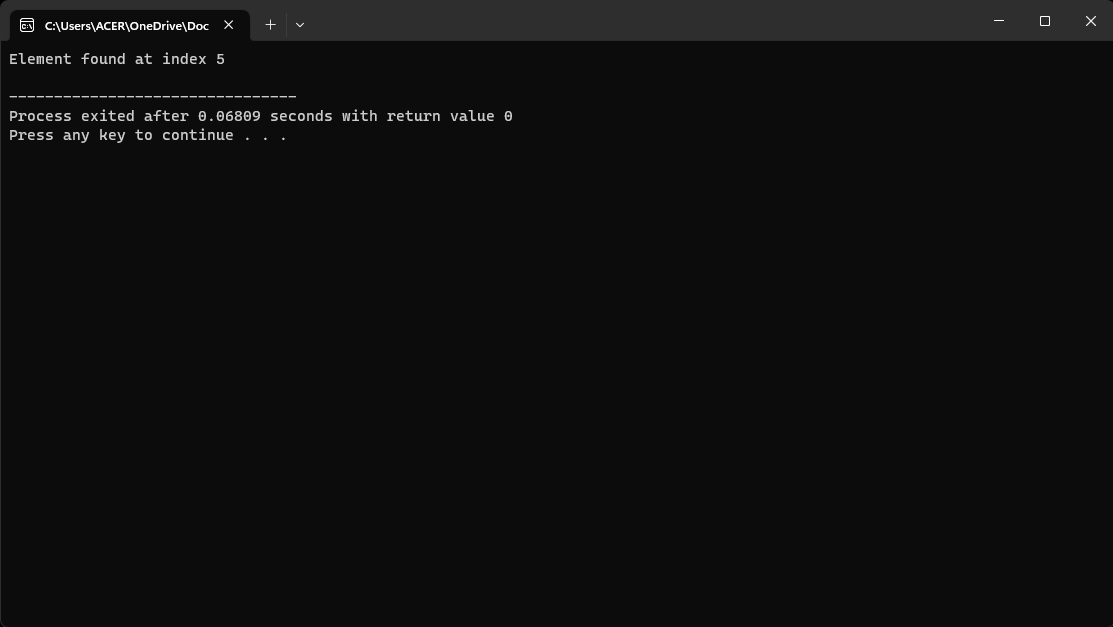 C:\Users\ACER\OneDrive\Doc
Element found at index 5
--------------------------------
Process exited after 0.06809 seconds with return value 0
Press any key to continue . . .